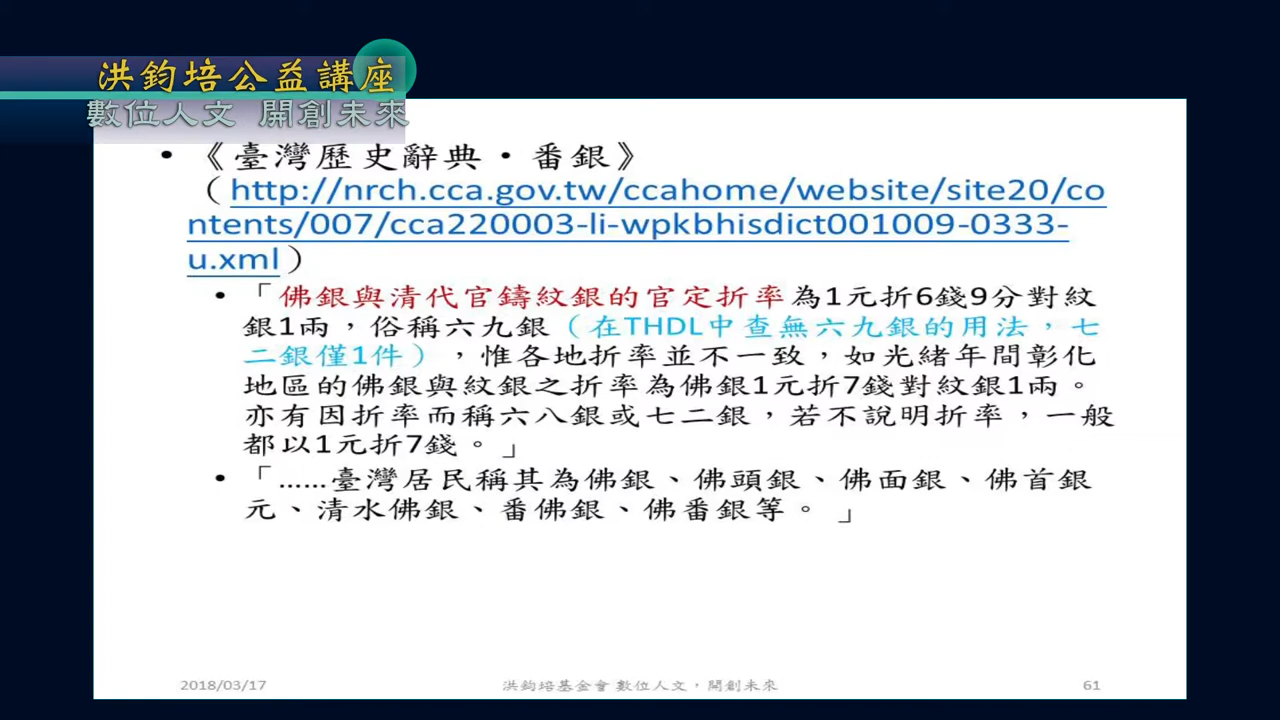 洪鈞培公益講座
數位人文 開創未來
• 《臺灣歷史辭典・番銀》
（http://nrch.cca.gov.tw/ccahome/website/site20/co
ntents/007/cca220003-li-wpkbhisdict001009-0333-
u.xml）
• 「佛銀與清代官鑄紋銀的官定折率為1元折6錢9分對紋
銀1兩，俗稱六九銀（在THDL中查無六九銀的用法，七
二銀僅1件），惟各地折率並不一致，如光緒年間彰化
地區的佛銀與紋銀之折率為佛銀1元折7錢對紋銀1兩。
亦有因折率而稱六八銀或七二銀，若不說明折率，一般
都以1元折7錢。」
• 「……臺灣居民稱其為佛銀、佛頭銀、佛面銀、佛首銀
元、清水佛銀、番佛銀、佛番銀等。」
2018/03/17
洪鈞培基金會 數位人文，開創未來
61